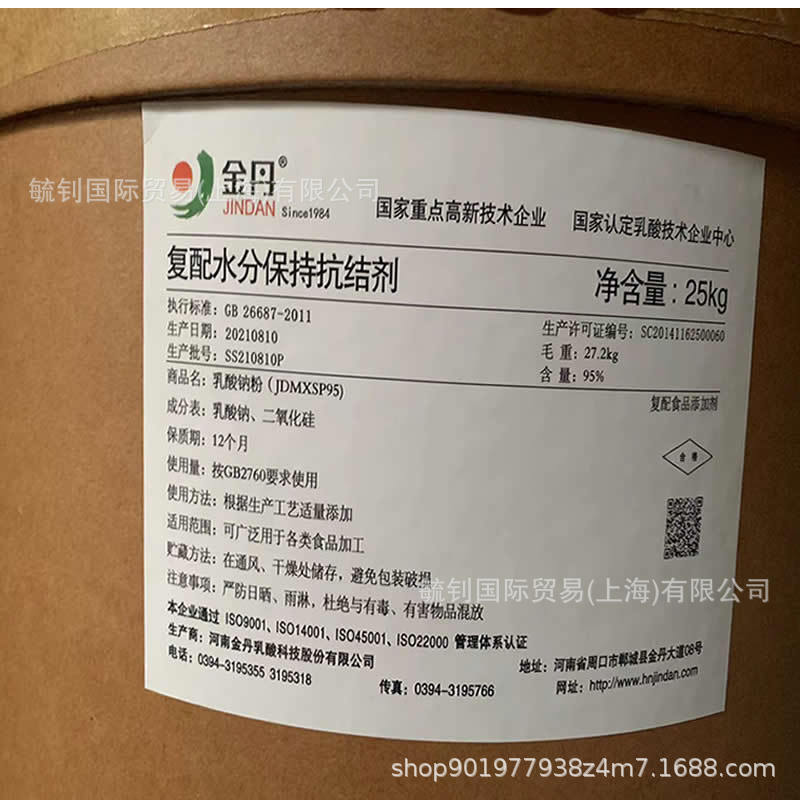 金丹®
JINDAN Since1984
国家重点高新技术企业 国家认定乳酸技术企业中心
毓钊国际贸易(上海)有限公司
复配水分保持抗结剂
净含量：25kg
执行标准：GB 26687-2011
生产日期：20210810
生产批号：SS210810P
生产许可证编号：SC20141162500060
毛 重：27.2kg
含 量：95%
商品名：乳酸钠粉（JDMXSP95)
复配食品添加剂
成分表：乳酸钠、二氧化硅
保质期：12个月
合格
使用量：按GB2760要求使用
使用方法：根据生产工艺适量添加
适用范围：可广泛用于各类食品加工
贮藏方法：在通风、干燥处储存，避免包装破损
毓钊国际贸易(上海)有限公司
注意事项：严防日晒、雨淋，杜绝与有毒、有害物品混放
本企业通过 ISO9001、ISO14001、ISO45001、ISO22000 管理体系认证
生产商：河南金丹乳酸科技股份有限公司
地址：河南省周口市郸城县金丹大道08号
电话：0394-3195355 3195318
传真：0394-3195766
网址：http://www.hnjindan.com
shop901977938z4m7.1688.com